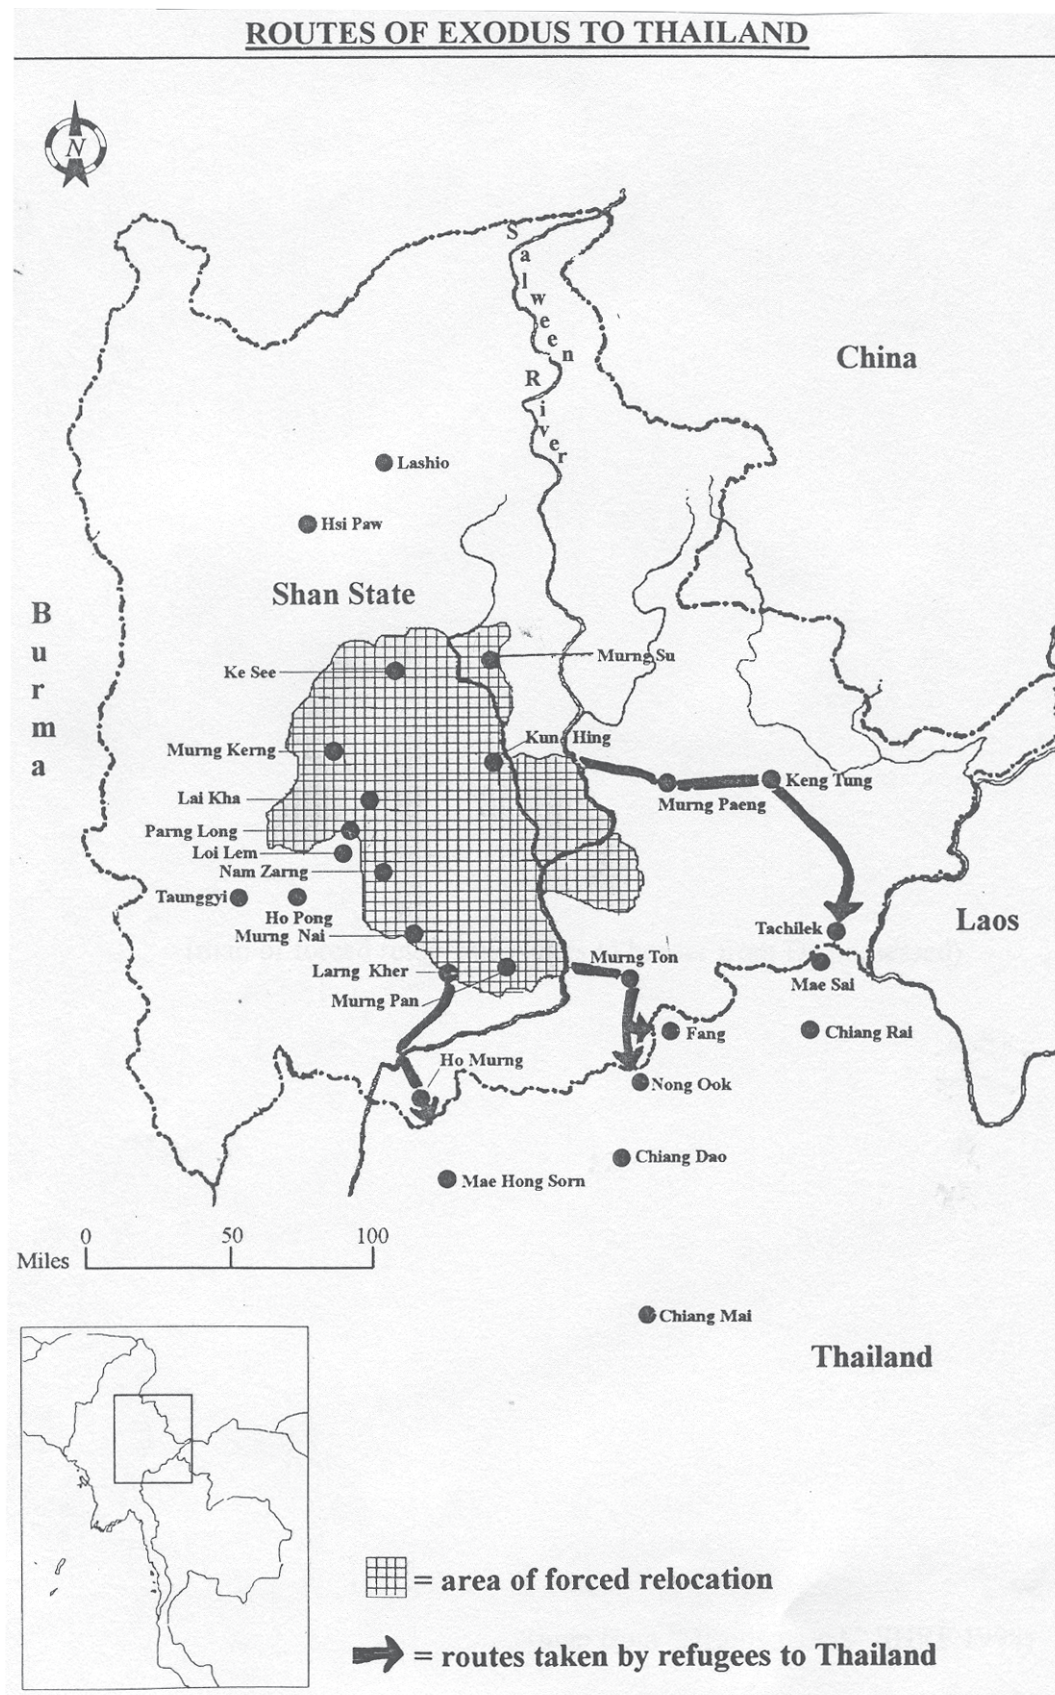 ROUTES OF EXODUS TO THAILAND
N
Salween River
China
Lashio
Hsi Paw
Shan State
Burma
Murng Su
Ke See
Kun Hing
Murng Kerng
Keng Tung
Murng Paeng
Lai Kha
Parng Long
Loi Lem
Nam Zarng
Taunggyi
Ho Pong
Laos
Tachilek
Murng Nai
Murng Ton
Larng Kher
Mae Sai
Murng Pan
Fang
Chiang Rai
Ho Murng
Nong Ook
Chiang Dao
Mae Hong Sorn
0 50 100
Miles
Chiang Mai
Thailand
= area of forced relocation
= routes taken by refugees to Thailand